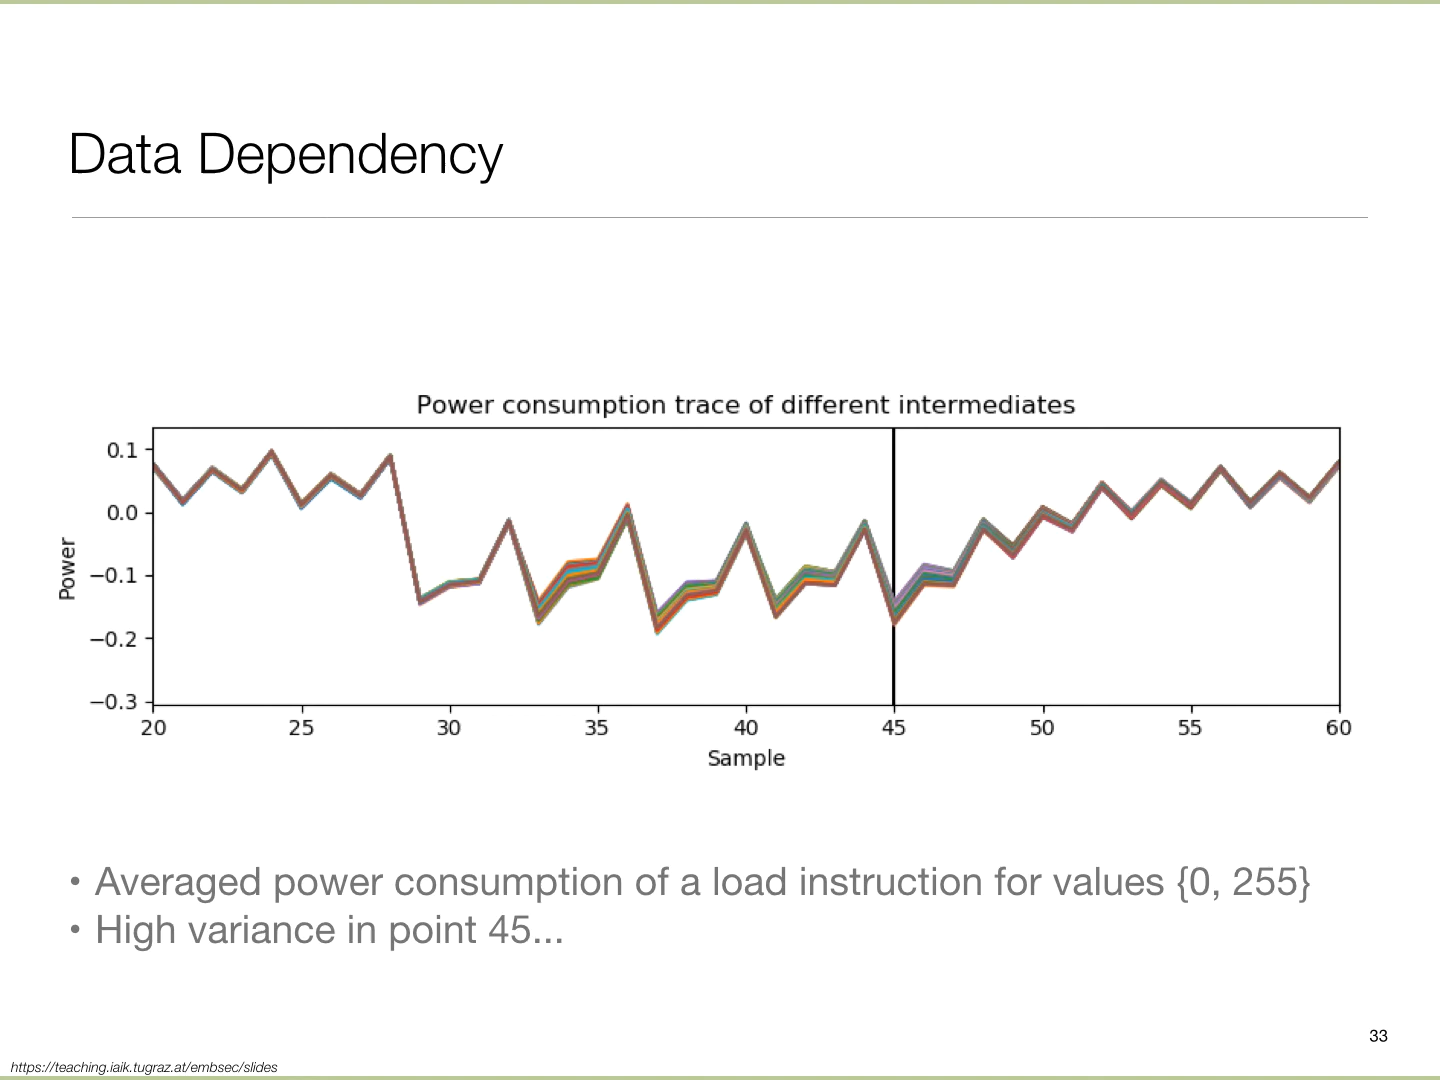 Data Dependency
Power consumption trace of different intermediates
0.1
0.0
−0.1
−0.2
−0.3
Power
20 25 30 35 40 45 50 55 60
Sample
• Averaged power consumption of a load instruction for values {0, 255}
• High variance in point 45...
33
https://teaching.iaik.tugraz.at/embsec/slides